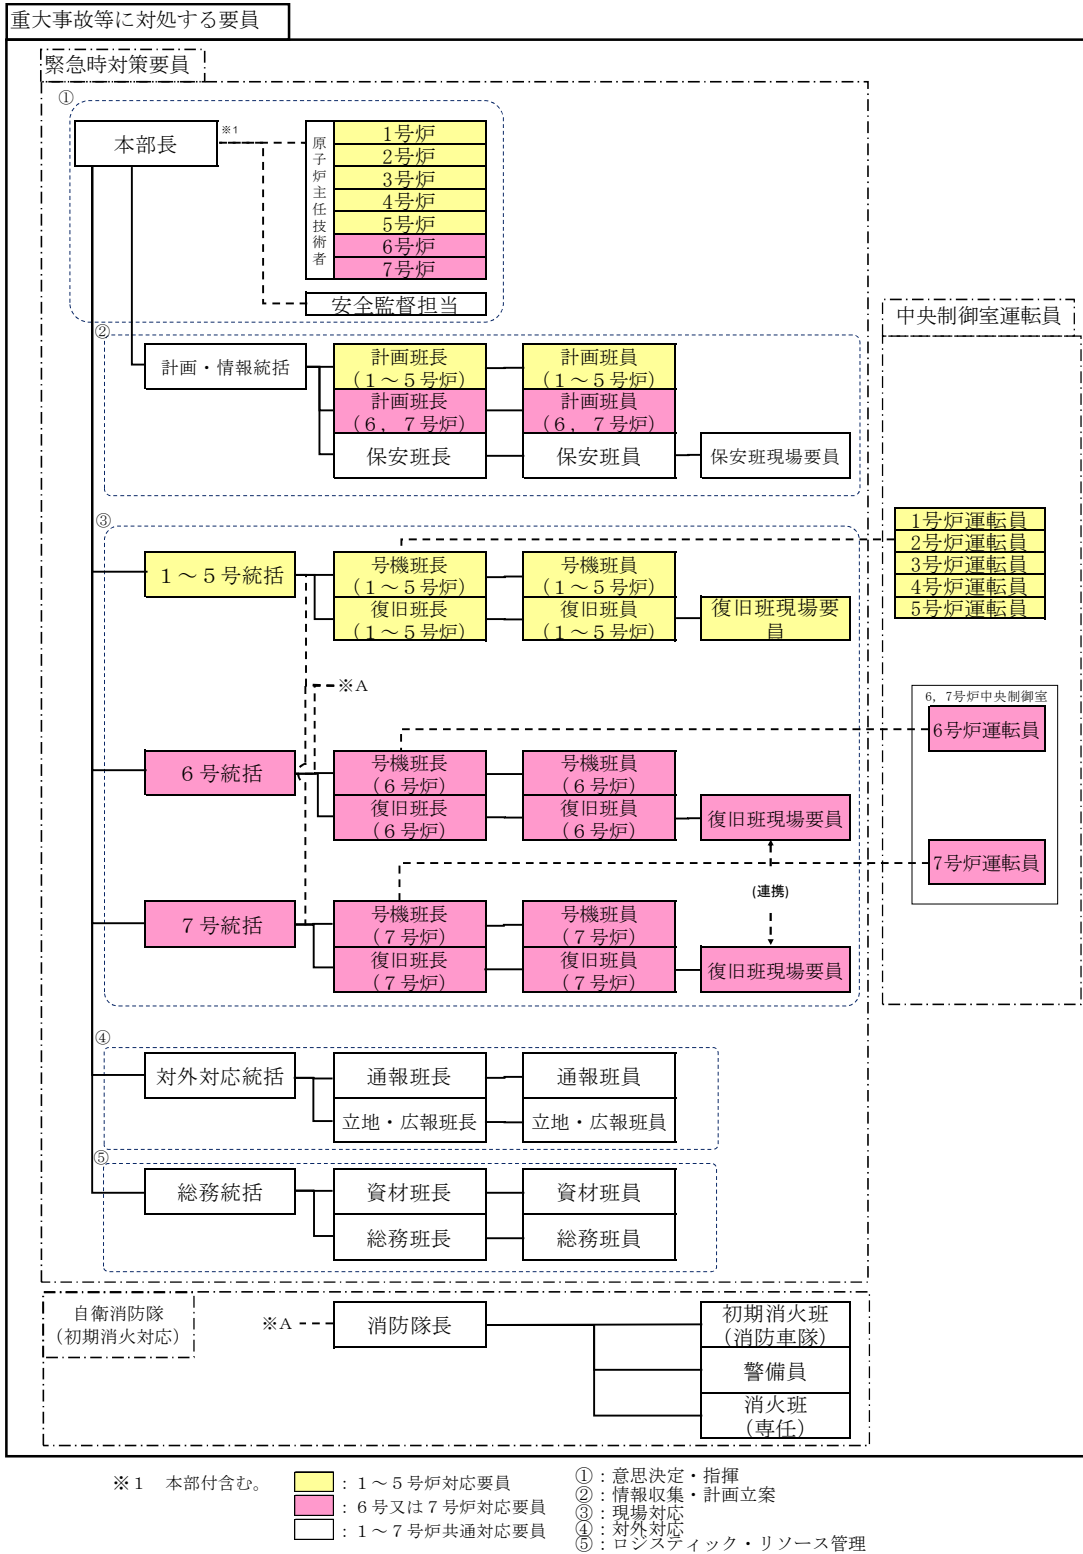 重大事故等に対処する要員
緊急時対策要員
①
本部長
※1
原子炉主任技術者
1号炉
2号炉
3号炉
4号炉
5号炉
6号炉
7号炉
安全監督担当
中央制御室運転員
②
計画・情報統括
計画班長
(1～5号炉)
計画班員
(1～5号炉)
計画班長
(6，7号炉)
計画班員
(6，7号炉)
保安班長
保安班員
保安班現場要員
③
1～5号統括
号機班長
(1～5号炉)
号機班員
(1～5号炉)
復旧班長
(1～5号炉)
復旧班員
(1～5号炉)
復旧班現場要
員
1号炉運転員
2号炉運転員
3号炉運転員
4号炉運転員
5号炉運転員
※A
6，7号炉中央制御室
6号炉運転員
6号統括
号機班長
(6号炉)
号機班員
(6号炉)
復旧班長
(6号炉)
復旧班員
(6号炉)
復旧班現場要員
7号炉運転員
(連携)
7号統括
号機班長
(7号炉)
号機班員
(7号炉)
復旧班長
(7号炉)
復旧班員
(7号炉)
復旧班現場要員
④
対外対応統括
通報班長
通報班員
立地・広報班長
立地・広報班員
⑤
総務統括
資材班長
資材班員
総務班長
総務班員
自衛消防隊
(初期消火対応)
※A
消防隊長
初期消火班
(消防車隊)
警備員
消火班
(専任)
※1　本部付含む。
：1～5号炉対応要員
：6号又は7号炉対応要員
：1～7号炉共通対応要員
①：意思決定・指揮
②：情報収集・計画立案
③：現場対応
④：対外対応
⑤：ロジスティック・リソース管理